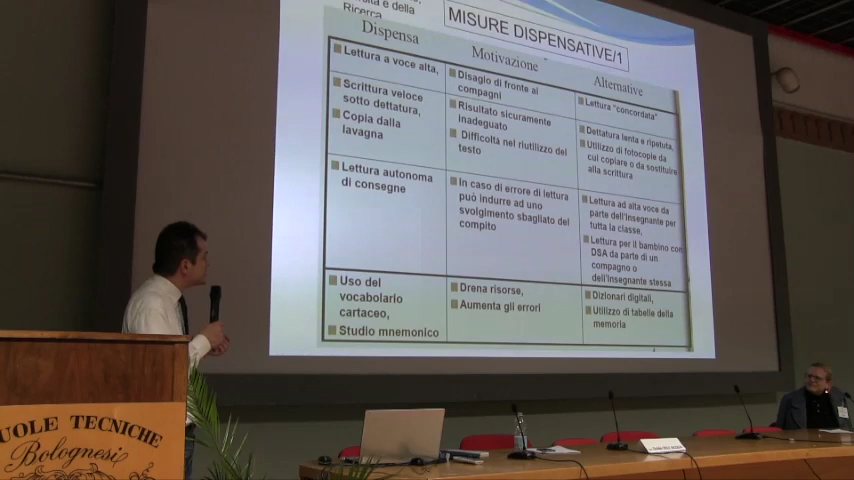 Ricerca
MISURE DISPENSATIVE/1
Dispensa
Motivazione
Alternative
Lettura a voce alta,
Disagio di fronte ai
compagni
Lettura "concordata"
Scrittura veloce
sotto dettatura,
Copia dalla
lavagna
Risultato sicuramente
inadeguato
Difficoltà nel riutilizzo del
testo
Dettatura lenta e ripetuta,
Utilizzo di fotocopie da
cui copiare o da sostituire
alla scrittura
Lettura autonoma
di consegne
In caso di errore di lettura
può indurre ad uno
svolgimento sbagliato del
compito
Lettura ad alta voce da
parte dell'insegnante per
tutta la classe,
Lettura per il bambino con
DSA da parte di un
compagno o
dell'insegnante stessa
Uso del
vocabolario
cartaceo,
Studio mnemonico
Drena risorse,
Aumenta gli errori
Dizionari digitali,
Utilizzo di tabelle della
memoria
UOLE TECNICHE
Bolognesi